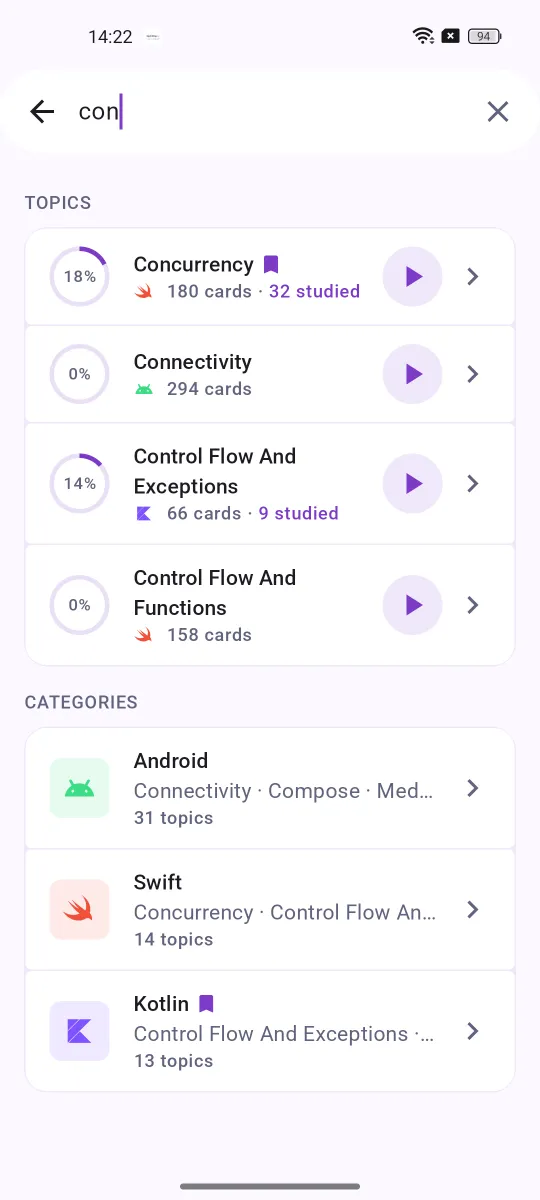 14:22
94
con
TOPICS
18%
Concurrency
180 cards · 32 studied
0%
Connectivity
294 cards
14%
Control Flow And
Exceptions
66 cards · 9 studied
0%
Control Flow And
Functions
158 cards
CATEGORIES
Android
Connectivity · Compose · Med...
31 topics
Swift
Concurrency · Control Flow An...
14 topics
Kotlin
Control Flow And Exceptions ·...
13 topics